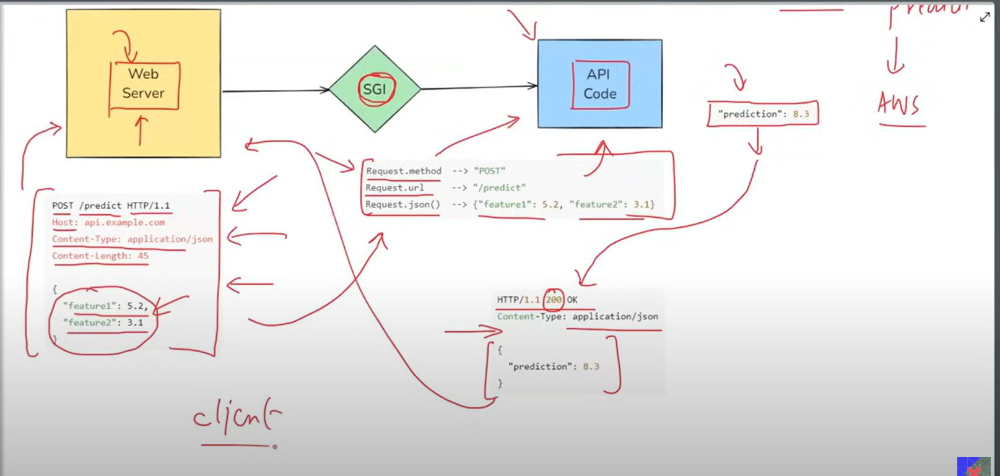 Web
Server
SGI
API
Code
"prediction": 8.3
AWS
Request.method --> "POST"
Request.url --> "/predict"
Request.json() --> {"feature1": 5.2, "feature2": 3.1}
POST /predict HTTP/1.1
Host: api.example.com
Content-Type: application/json
Content-Length: 45
{
"feature1": 5.2,
"feature2": 3.1
}
HTTP/1.1 200 OK
Content-Type: application/json
{
"prediction": 8.3
}
client